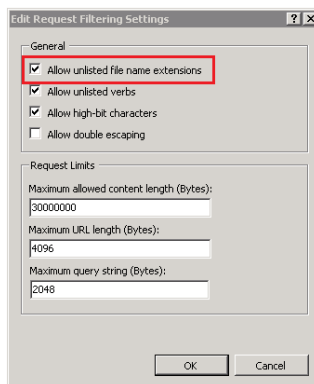 Edit Request Filtering Settings
General
Allow unlisted file name extensions
Allow unlisted verbs
Allow high-bit characters
Allow double escaping
Request Limits
Maximum allowed content length (Bytes):
30000000
Maximum URL length (Bytes):
4096
Maximum query string (Bytes):
2048
OK Cancel